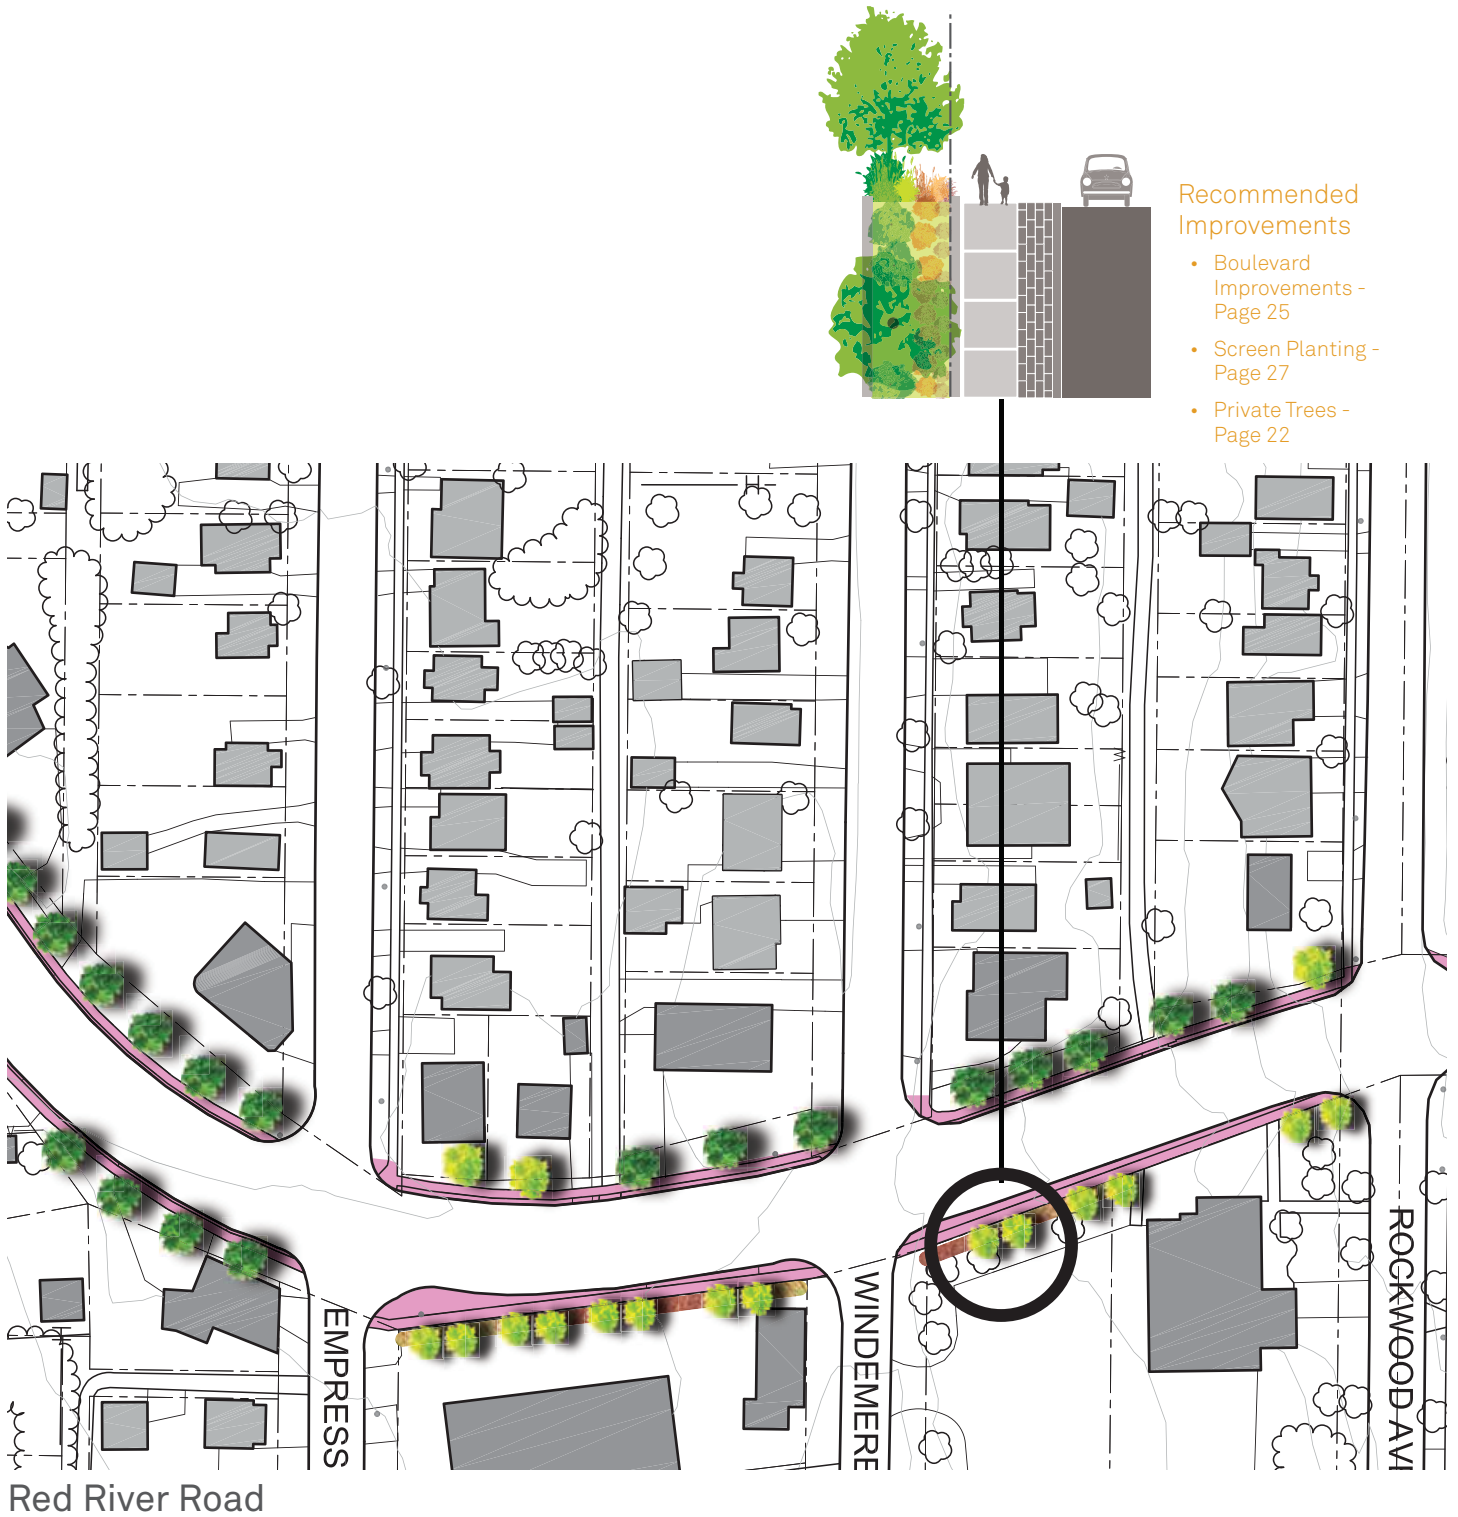 Recommended
Improvements
• Boulevard
Improvements -
Page 25
• Screen Planting -
Page 27
• Private Trees -
Page 22
EMPRESS
WINDEMERE
ROCKWOOD AVE
Red River Road